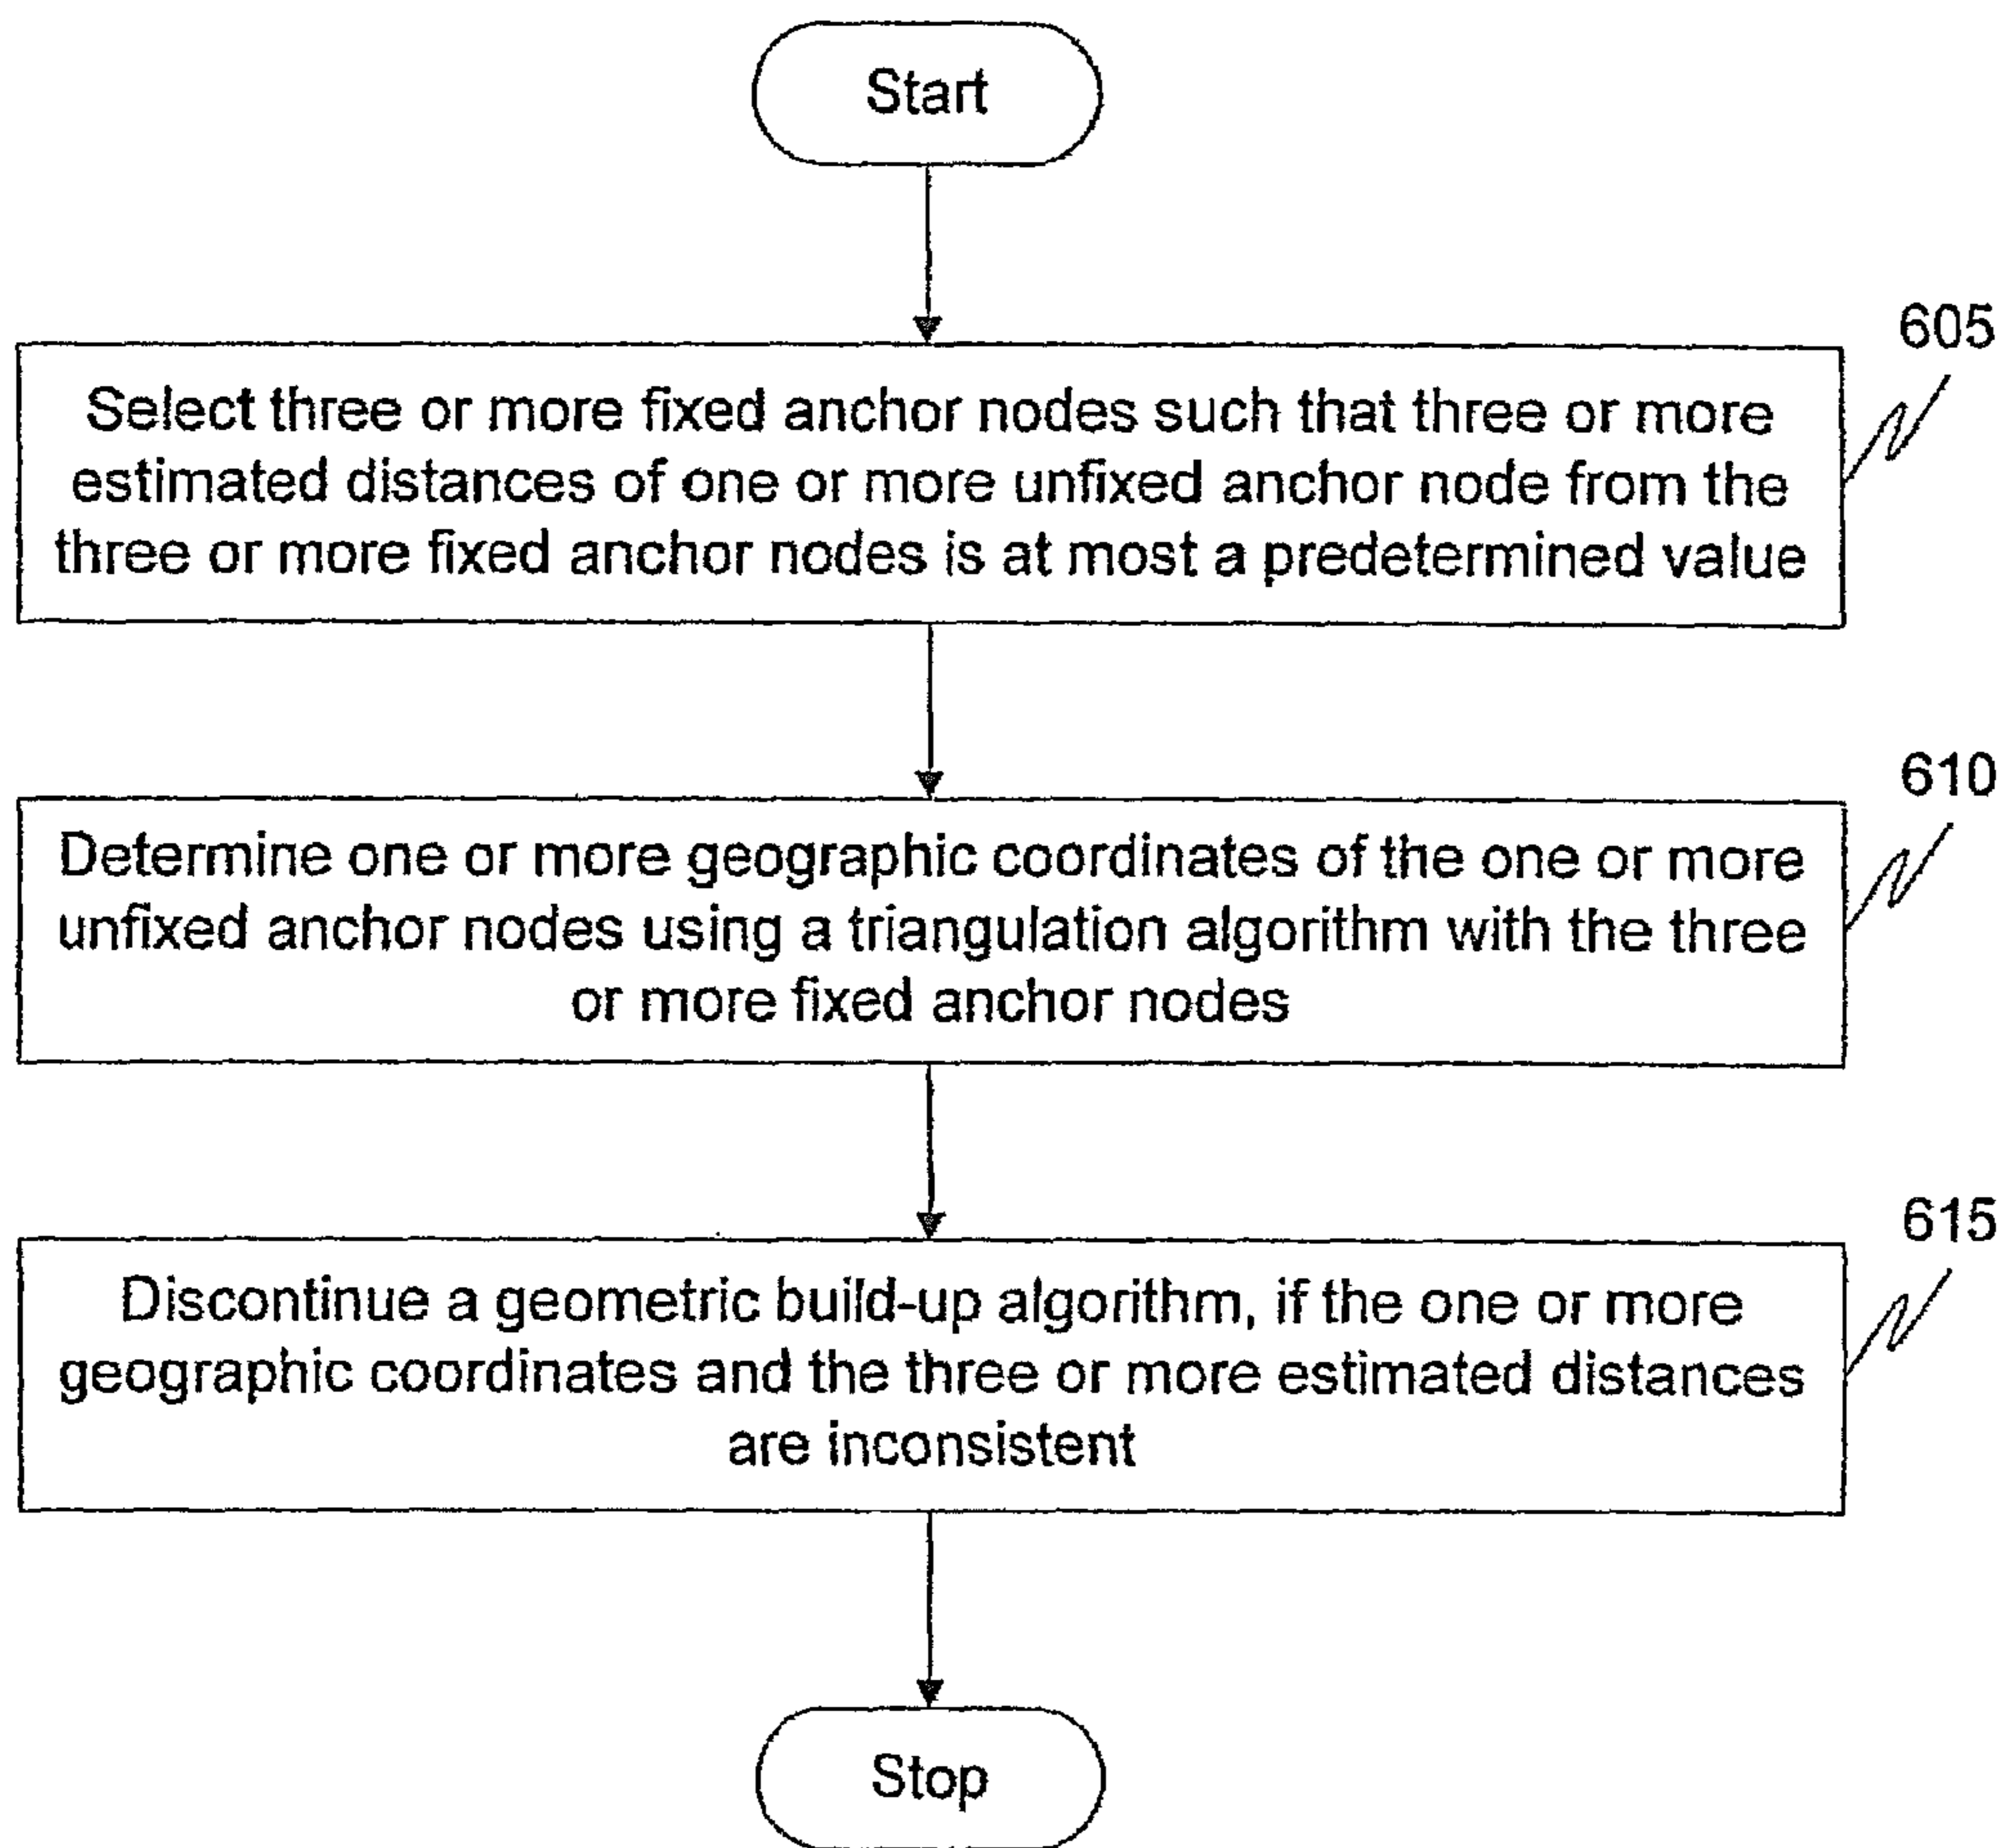 Start
605
Select three or more fixed anchor nodes such that three or more
estimated distances of one or more unfixed anchor node from the
three or more fixed anchor nodes is at most a predetermined value
610
Determine one or more geographic coordinates of the one or more
unfixed anchor nodes using a triangulation algorithm with the three
or more fixed anchor nodes
615
Discontinue a geometric build-up algorithm, if the one or more
geographic coordinates and the three or more estimated distances
are inconsistent
Stop